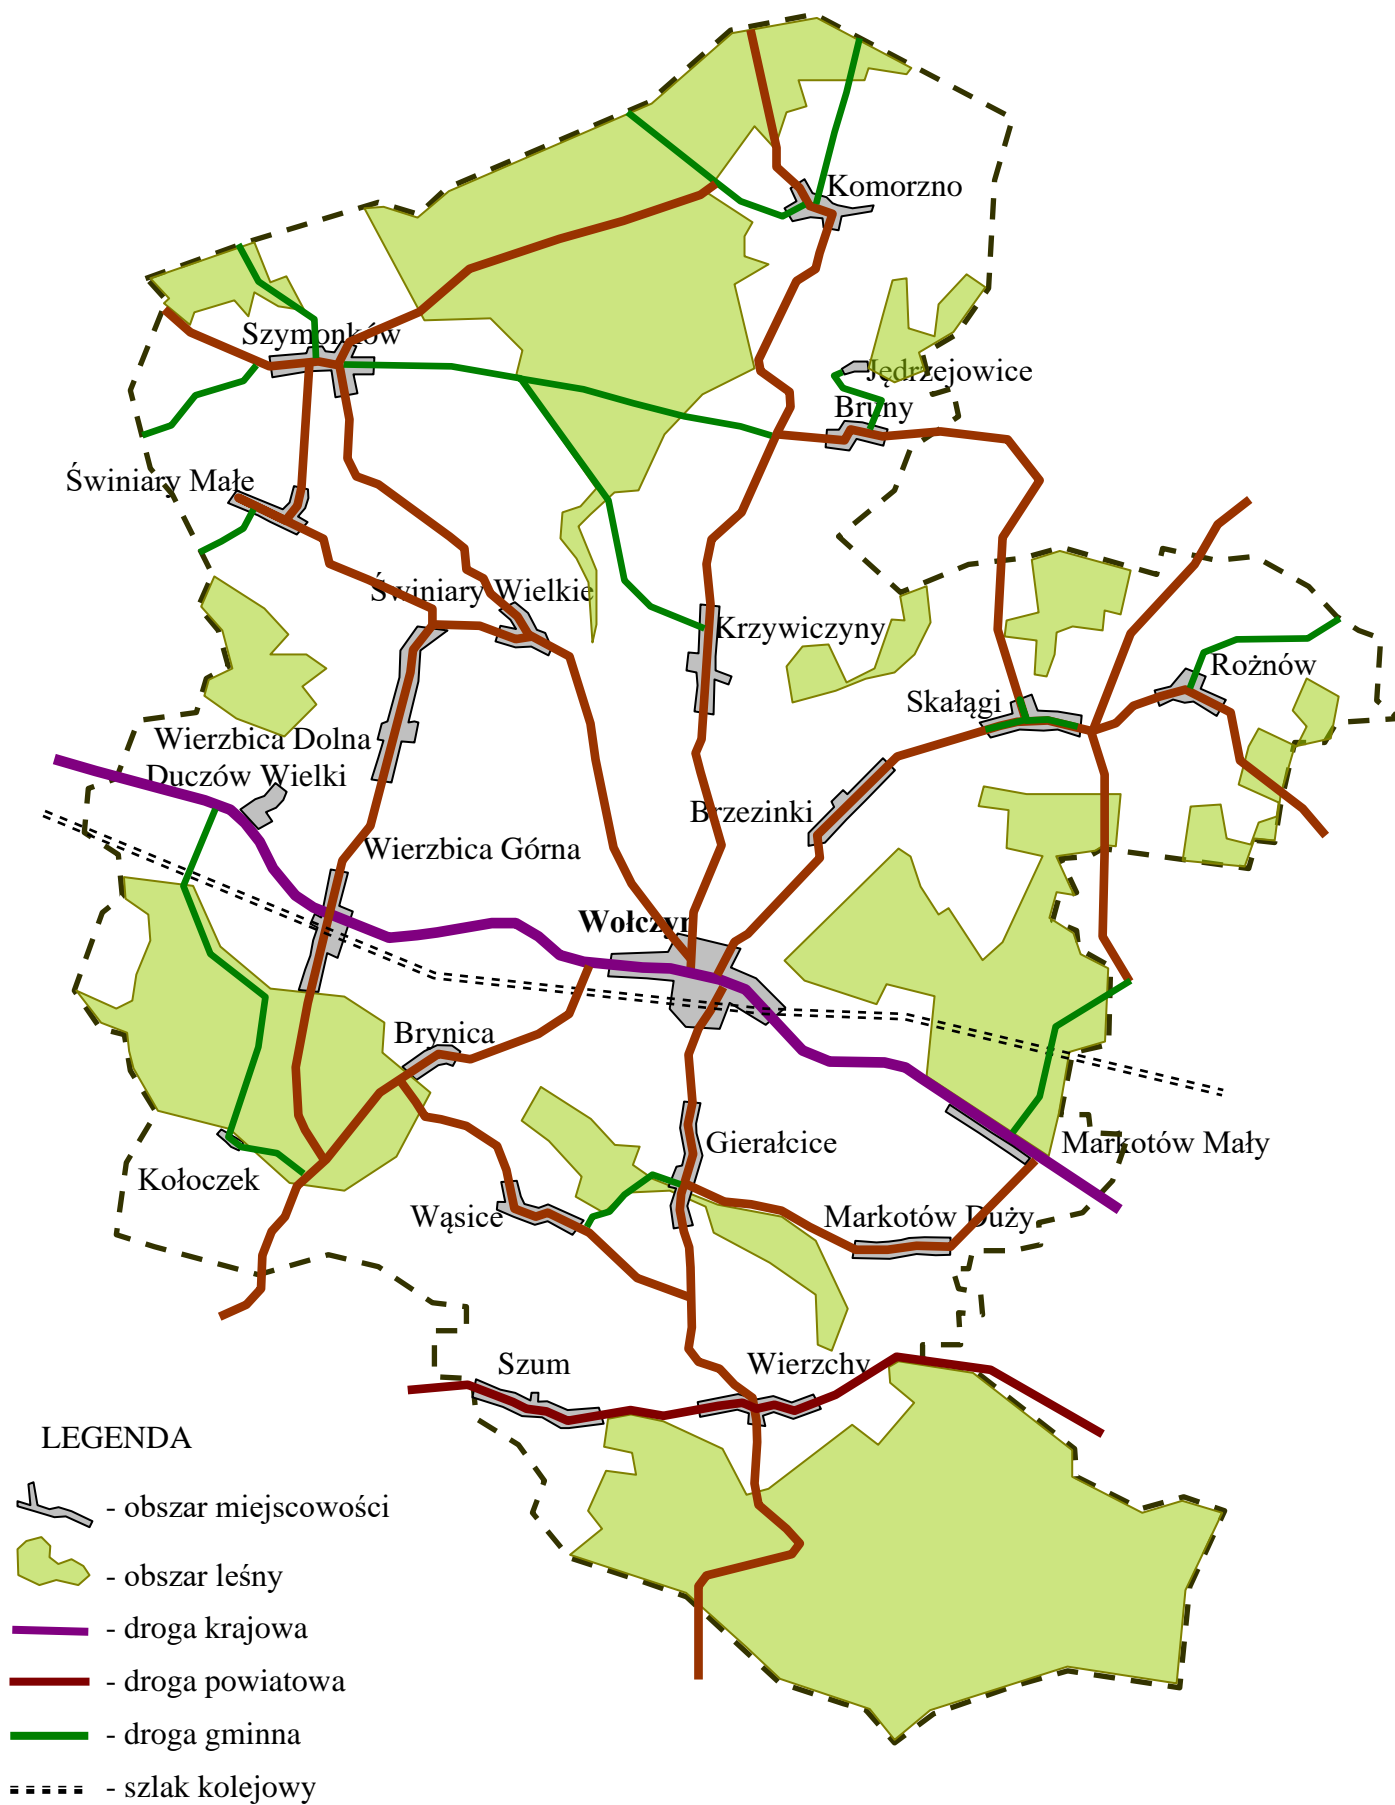 Komorzno
Szymonków
Jędrzejowice
Bruny
Świniary Małe
Świniary Wielkie
Krzywiczyny
Rożnów
Skałągi
Wierzbica Dolna
Duczów Wielki
Brzezinki
Wierzbica Górna
Wołczyn
Brynica
Gierałcice
Markotów Mały
Kołoczek
Wąsice
Markotów Duży
Szum
Wierzchy
LEGENDA
- obszar miejscowości
- obszar leśny
- droga krajowa
- droga powiatowa
- droga gminna
- szlak kolejowy